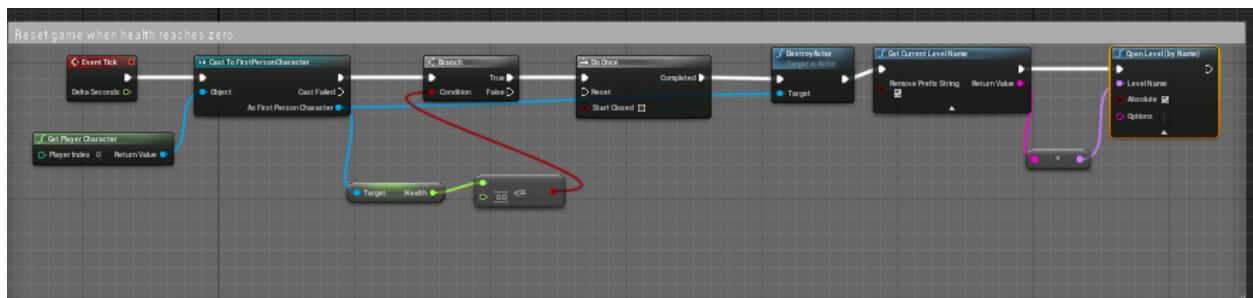 Reset game when health reaches zero
Event Tick
Delta Seconds
Get Player Character
Player Index 0 Return Value
Cast To FirstPersonCharacter
Object Cast Failed
As First Person Character
Target Health
0.0 <=
Branch
True
Condition False
Do Once
Completed
Reset
Start Closed
DestroyActor
Target is Actor
Target
Get Current Level Name
Remove Prefix String Return Value
Open Level (by Name)
Level Name
Absolute
Options